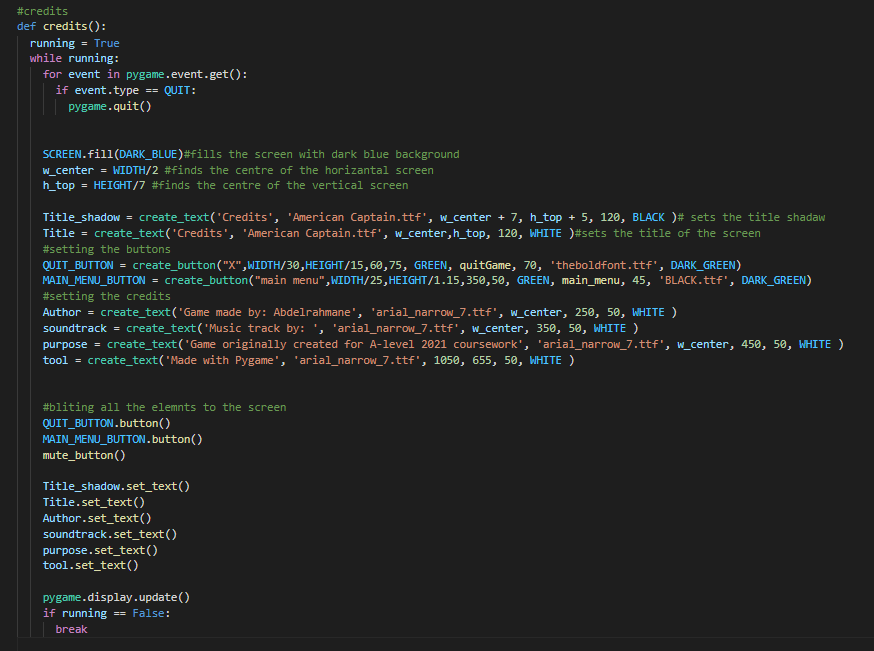 #credits
def credits():
running = True
while running:
for event in pygame.event.get():
if event.type == QUIT:
pygame.quit()
SCREEN.fill(DARK_BLUE)#fills the screen with dark blue background
w_center = WIDTH/2 #finds the centre of the horizantal screen
h_top = HEIGHT/7 #finds the centre of the vertical screen
Title_shadow = create_text('Credits', 'American Captain.ttf', w_center + 7, h_top + 5, 120, BLACK )# sets the title shadaw
Title = create_text('Credits', 'American Captain.ttf', w_center,h_top, 120, WHITE )#sets the title of the screen
#setting the buttons
QUIT_BUTTON = create_button("X",WIDTH/30,HEIGHT/15,60,75, GREEN, quitGame, 70, 'theboldfont.ttf', DARK_GREEN)
MAIN_MENU_BUTTON = create_button("main menu",WIDTH/25,HEIGHT/1.15,350,50, GREEN, main_menu, 45, 'BLACK.ttf', DARK_GREEN)
#setting the credits
Author = create_text('Game made by: Abdelrahmane', 'arial_narrow_7.ttf', w_center, 250, 50, WHITE )
soundtrack = create_text('Music track by: ', 'arial_narrow_7.ttf', w_center, 350, 50, WHITE )
purpose = create_text('Game originally created for A-level 2021 coursework', 'arial_narrow_7.ttf', w_center, 450, 50, WHITE )
tool = create_text('Made with Pygame', 'arial_narrow_7.ttf', 1050, 655, 50, WHITE )
#bliting all the elemnts to the screen
QUIT_BUTTON.button()
MAIN_MENU_BUTTON.button()
mute_button()
Title_shadow.set_text()
Title.set_text()
Author.set_text()
soundtrack.set_text()
purpose.set_text()
tool.set_text()
pygame.display.update()
if running == False:
break